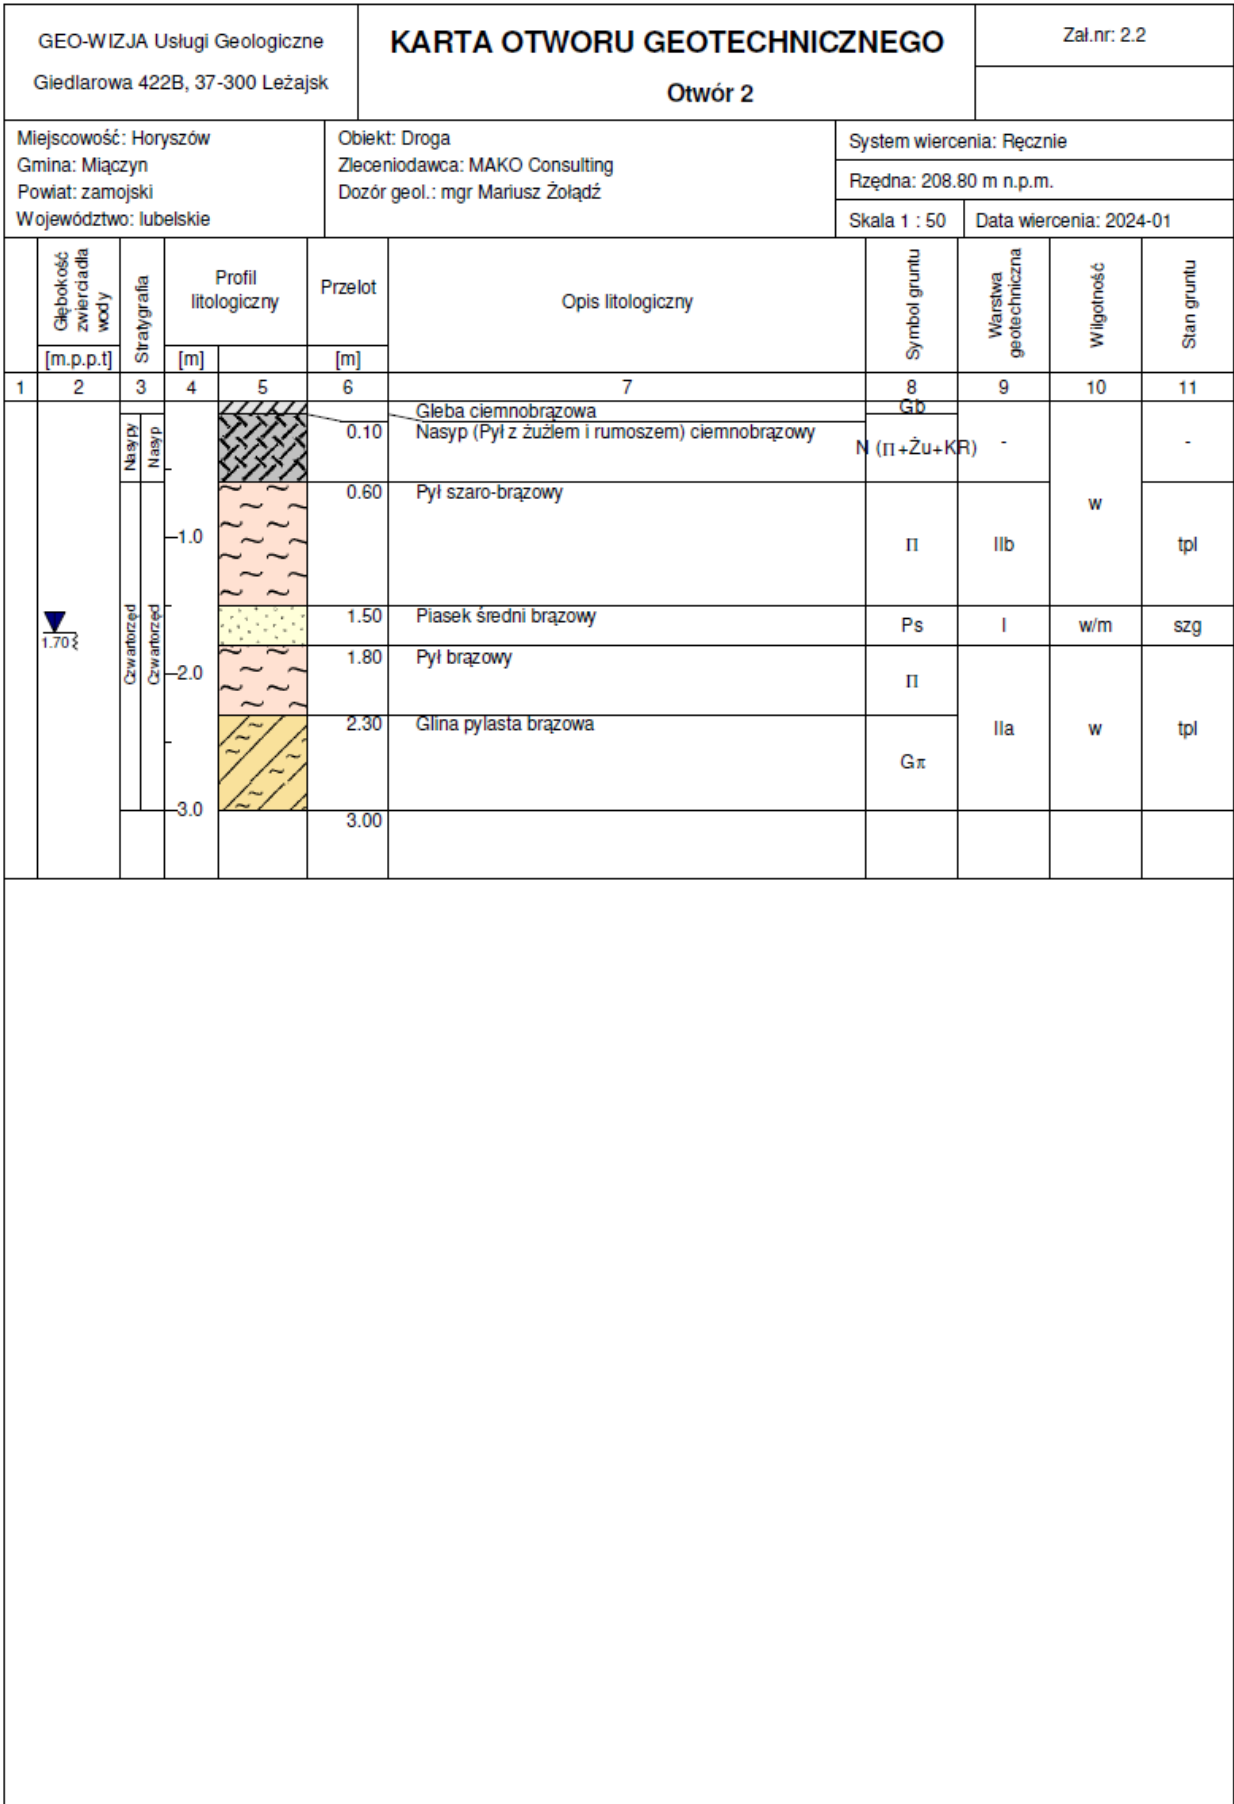 GEO-WIZJA Usługi Geologiczne
Giedlarowa 422B, 37-300 Leżajsk
KARTA OTWORU GEOTECHNICZNEGO
Otwór 2
Zał.nr: 2.2
Miejscowość: Horyszów
Gmina: Miączyn
Powiat: zamojski
Województwo: lubelskie
Obiekt: Droga
Zleceniodawca: MAKO Consulting
Dozór geol.: mgr Mariusz Żołądź
System wiercenia: Ręcznie
Rzędna: 208.80 m n.p.m.
Skala 1 : 50
Data wiercenia: 2024-01
Głębokość
zwierciadła
wody
[m.p.p.t]
Stratygrafia
Profil
litologiczny
[m]
Przelot
[m]
Opis litologiczny
Symbol gruntu
Warstwa
geotechniczna
Wilgotność
Stan gruntu
1 2 3 4 5 6 7 8 9 10 11
Gleba ciemnobrązowa Gb
Nasypy
Nasyp
0.10 Nasyp (Pył z żużlem i rumoszem) ciemnobrązowy N (Π+Żu+KR) - -
0.60 Pył szaro-brązowy
w
1.0
Π IIb tpl
Czwartorzęd
Czwartorzęd
1.50 Piasek średni brązowy Ps I w/m szg
1.70
1.80 Pył brązowy
2.0
Π
2.30 Glina pylasta brązowa
IIa w tpl
Gπ
3.0
3.00